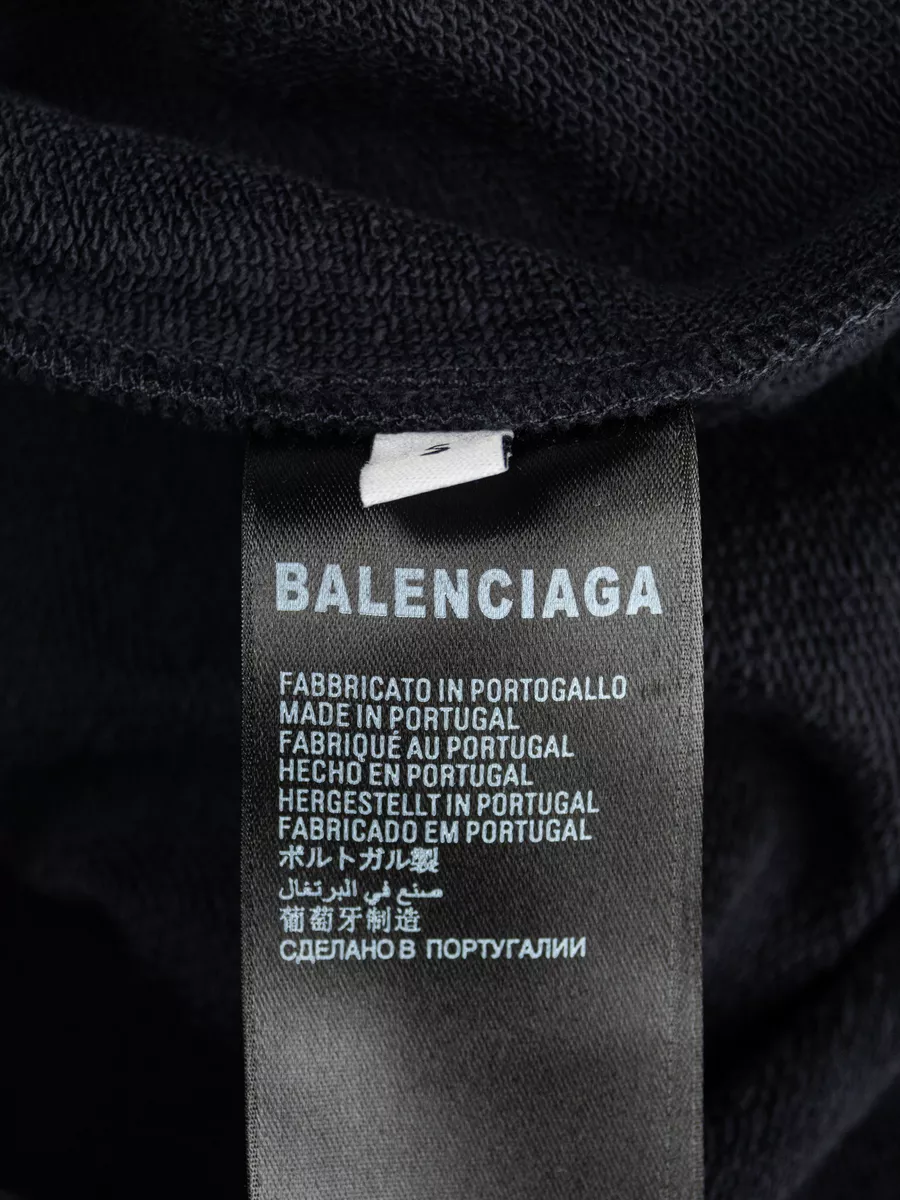 S
BALENCIAGA
FABBRICATO IN PORTOGALLO
MADE IN PORTUGAL
FABRIQUÉ AU PORTUGAL
HECHO EN PORTUGAL
HERGESTELLT IN PORTUGAL
FABRICADO EM PORTUGAL
ポルトガル製
صنع في البرتغال
葡萄牙制造
СДЕЛАНО В ПОРТУГАЛИИ